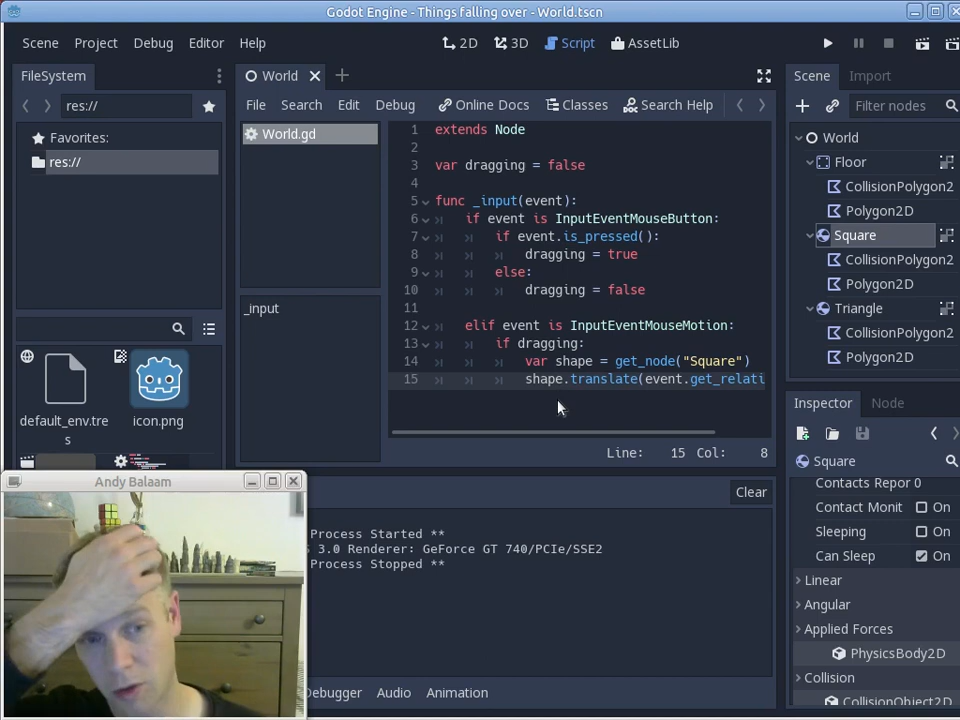 Godot Engine - Things falling over - World.tscn
Scene Project Debug Editor Help
2D 3D Script AssetLib
FileSystem
res://
Favorites:
res://
default_env.tre
s
icon.png
World
File Search Edit Debug Online Docs Classes Search Help
World.gd
_input
1 extends Node
2
3 var dragging = false
4
5 func _input(event):
6 if event is InputEventMouseButton:
7 if event.is_pressed():
8 dragging = true
9 else:
10 dragging = false
11
12 elif event is InputEventMouseMotion:
13 if dragging:
14 var shape = get_node("Square")
15 shape.translate(event.get_relati
Line: 15 Col: 8
Clear
Process Started **
S 3.0 Renderer: GeForce GT 740/PCIe/SSE2
Process Stopped **
Debugger Audio Animation
Andy Balaam
Scene Import
Filter nodes
World
Floor
CollisionPolygon2
Polygon2D
Square
CollisionPolygon2
Polygon2D
Triangle
CollisionPolygon2
Polygon2D
Inspector Node
Square
Contacts Repor 0
Contact Monit On
Sleeping On
Can Sleep On
Linear
Angular
Applied Forces
PhysicsBody2D
Collision
CollisionObject2D